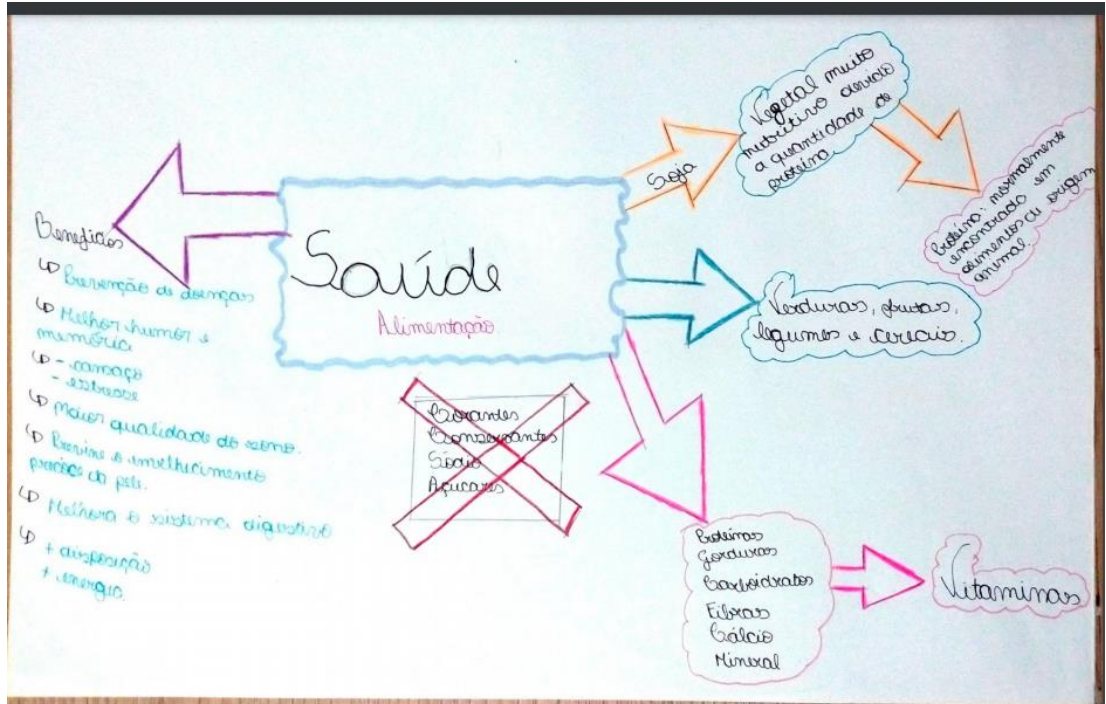 Saúde
Alimentação
Benefícios
↳ Prevenção de doenças
↳ Melhor humor e
memória
↳ - cansaço
- estresse
↳ Maior qualidade do sono.
↳ Previne o envelhecimento
precoce da pele.
↳ Melhora o sistema digestivo
↳ + disposição
+ energia.
Soja
Vegetal muito
nutritivo devido
a quantidade de
proteína
Proteína: normalmente
encontrado em
alimentos de origem
animal.
Verduras, frutas,
legumes e cereais.
Corantes
Conservantes
Sódio
Açucares
Proteínas
Gorduras
Carboidratos
Fibras
Cálcio
Mineral
Vitaminas